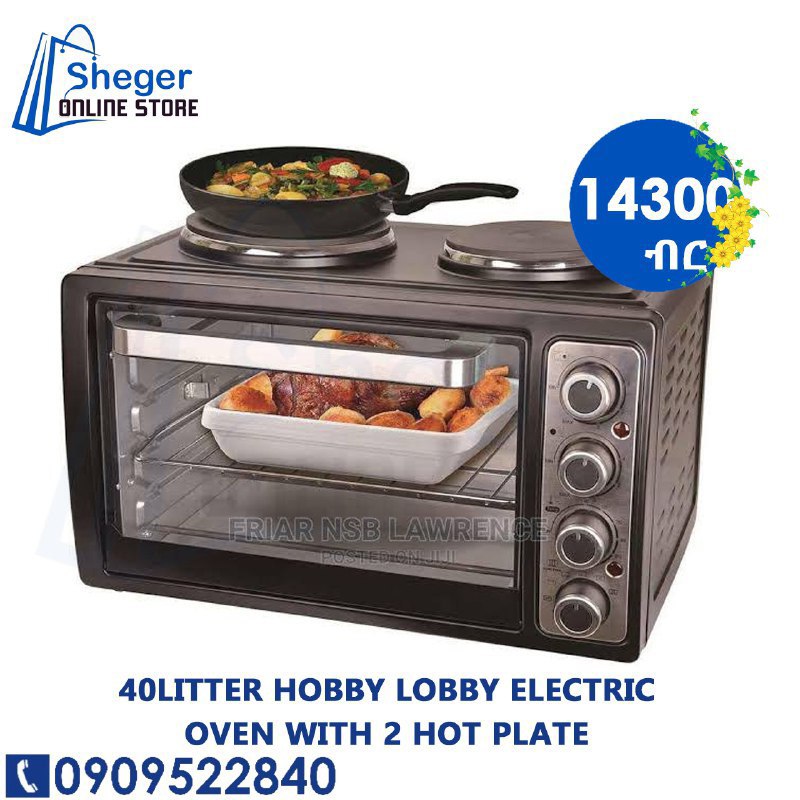 Sheger
ONLINE STORE
14300
ብር
FRIAR NSB LAWRENCE
POSTED ON JIJI
40LITTER HOBBY LOBBY ELECTRIC
OVEN WITH 2 HOT PLATE
0909522840